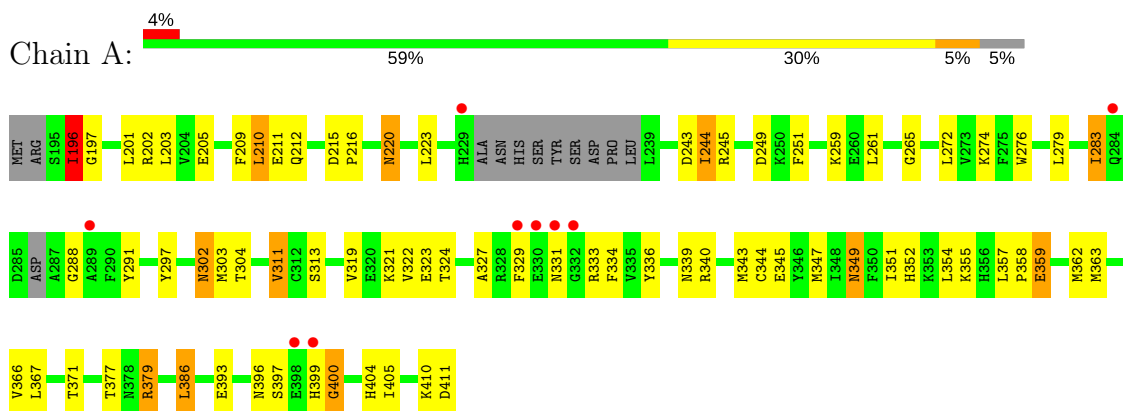 4%
Chain A:
59% 30% 5% 5%
MET ARG S195 I196 G197 L201 R202 L203 V204 E205 F209 L210 E211 Q212 D215 P216 N220 L223 H229 ALA ASN HIS SER TYR SER ASP PRO LEU L239 D243 I244 R245 D249 K250 F251 K259 E260 L261 G265 L272 V273 K274 F275 W276 L279 I283 Q284
D285 ASP A287 G288 A289 F290 Y291 Y297 N302 M303 T304 V311 C312 S313 V319 E320 K321 V322 E323 T324 A327 R328 F329 E330 N331 G332 R333 F334 V335 Y336 N339 R340 M343 C344 E345 Y346 M347 I348 N349 F350 I351 H352 K353 L354 K355 H356 L357 P358 E359 M362 M363
V366 L367 T371 T377 N378 R379 L386 E393 N396 S397 E398 H399 G400 H404 I405 K410 D411